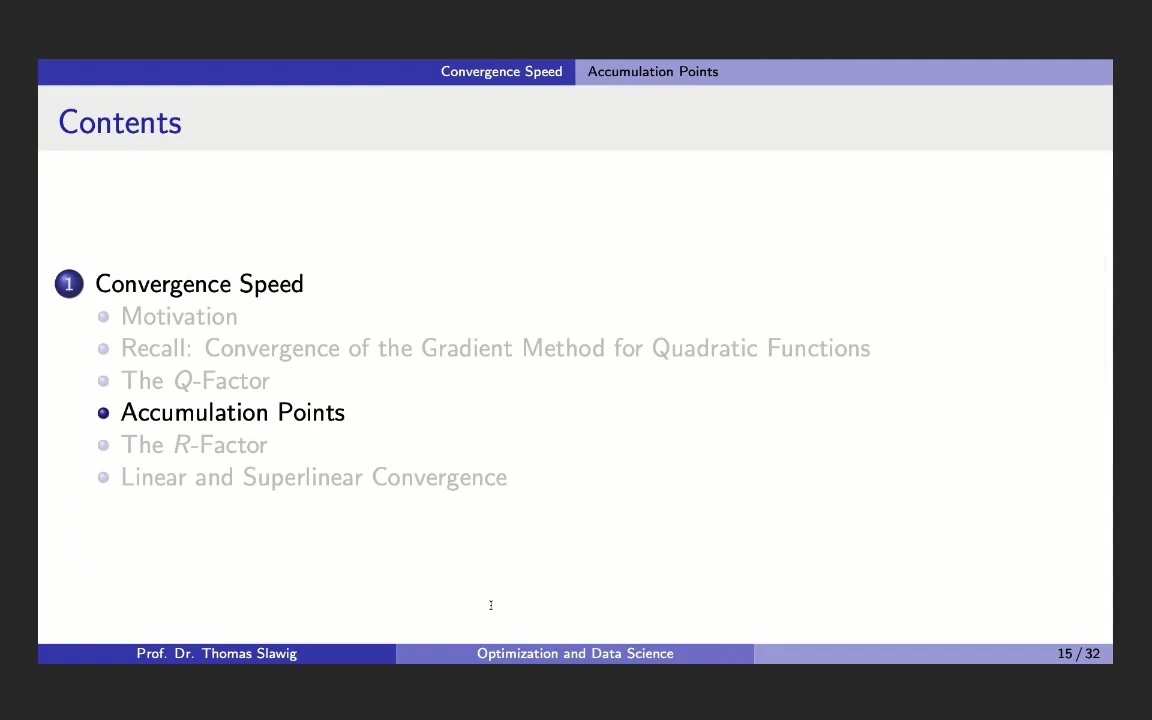 Convergence Speed Accumulation Points
Contents
1 Convergence Speed
Motivation
Recall: Convergence of the Gradient Method for Quadratic Functions
The Q-Factor
Accumulation Points
The R-Factor
Linear and Superlinear Convergence
Prof. Dr. Thomas Slawig Optimization and Data Science 15 / 32